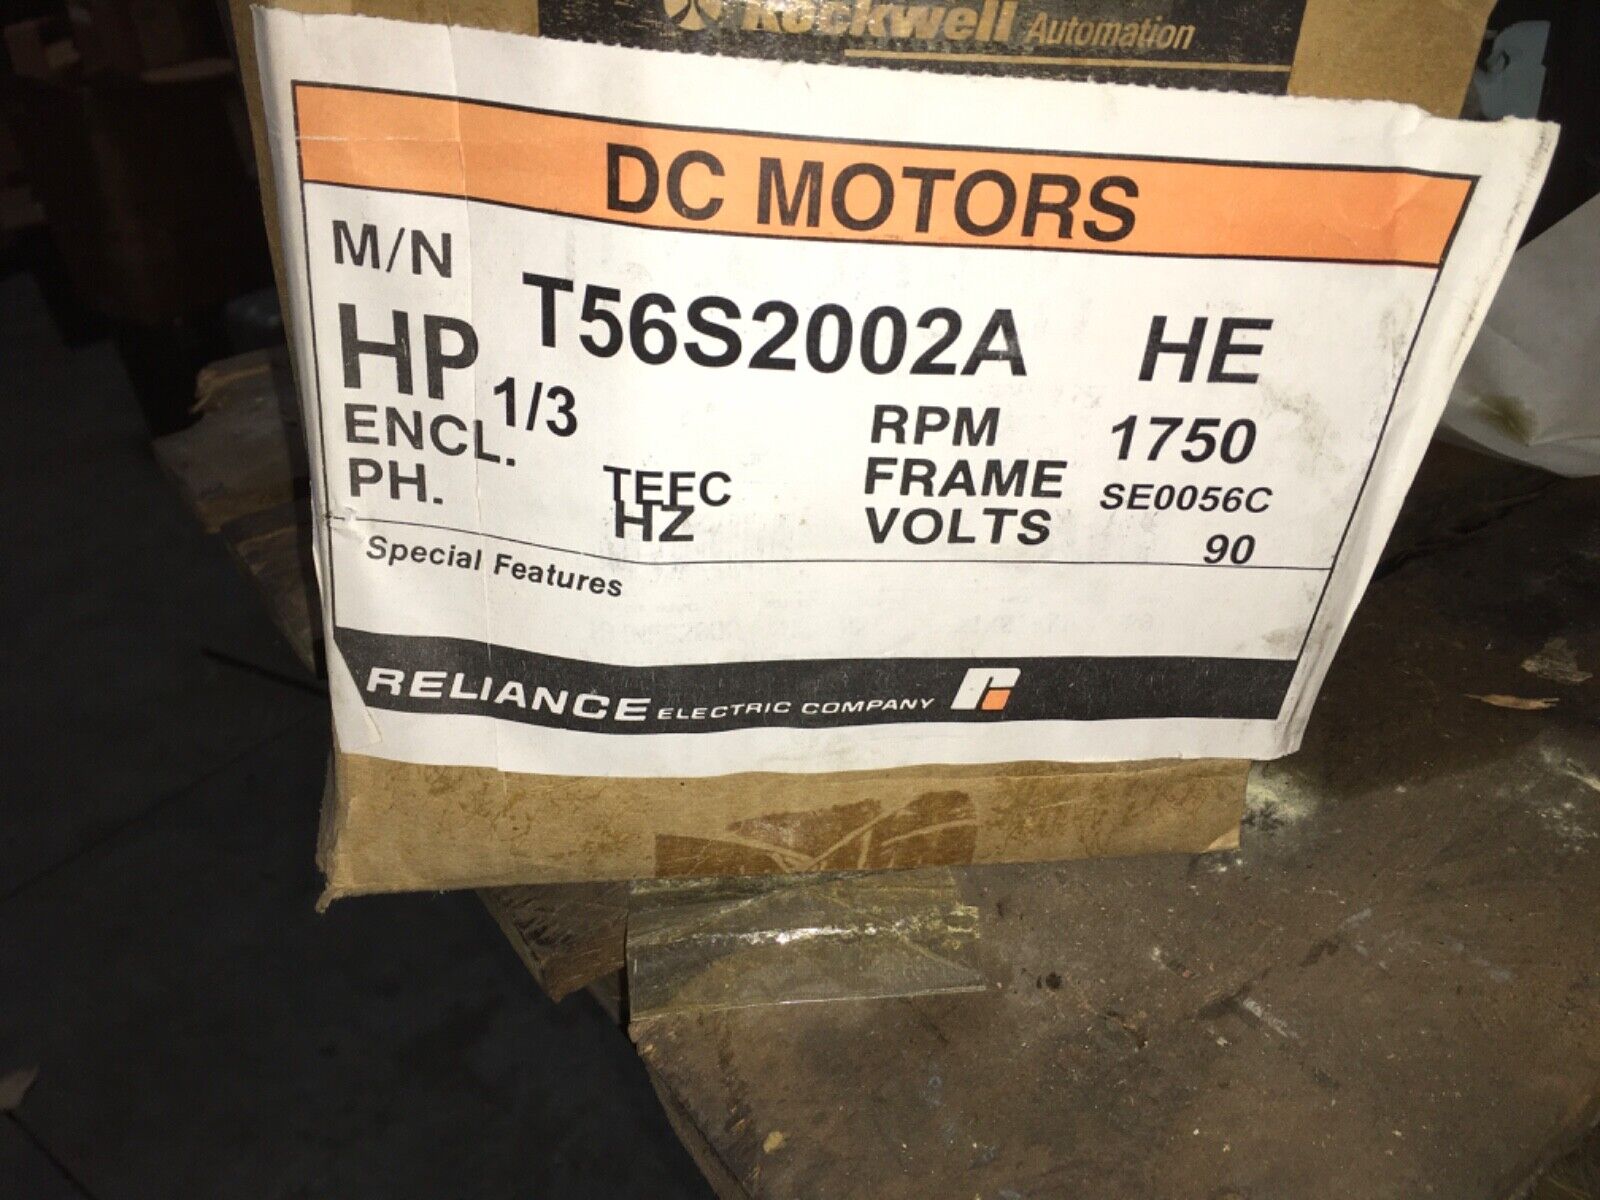 Rockwell Automation
DC MOTORS
M/N T56S2002A HE
HP 1/3 RPM 1750
ENCL. TEFC FRAME SE0056C
PH. HZ VOLTS 90
Special Features
RELIANCE ELECTRIC COMPANY